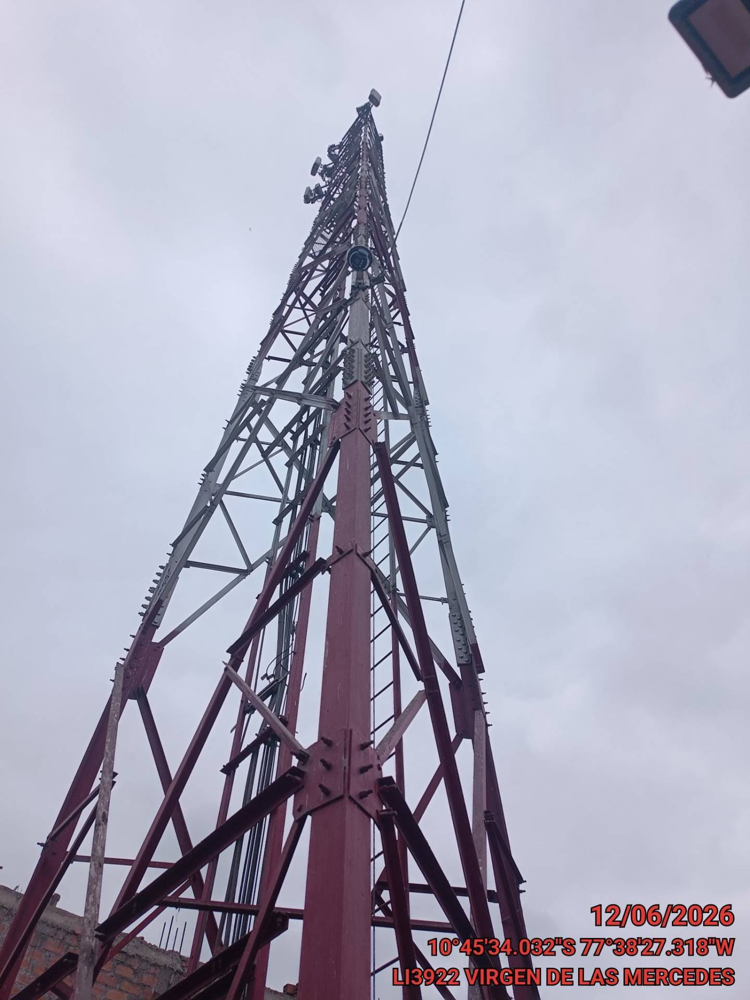 12/06/2026
10°45'34.032"S 77°38'27.318"W
LI3922 VIRGEN DE LAS MERCEDES